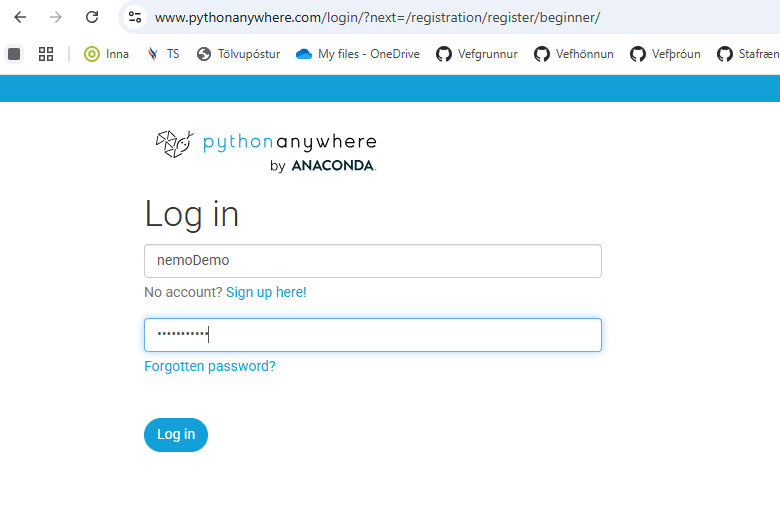 www.pythonanywhere.com/login/?next=/registration/register/beginner/
Inna TS Tölvupóstur My files - OneDrive Vefgrunnur Vefhönnun Vefþróun Stafræn
pythonanywhere
by ANACONDA.
Log in
nemoDemo
No account? Sign up here!
•••••••••••
Forgotten password?
Log in